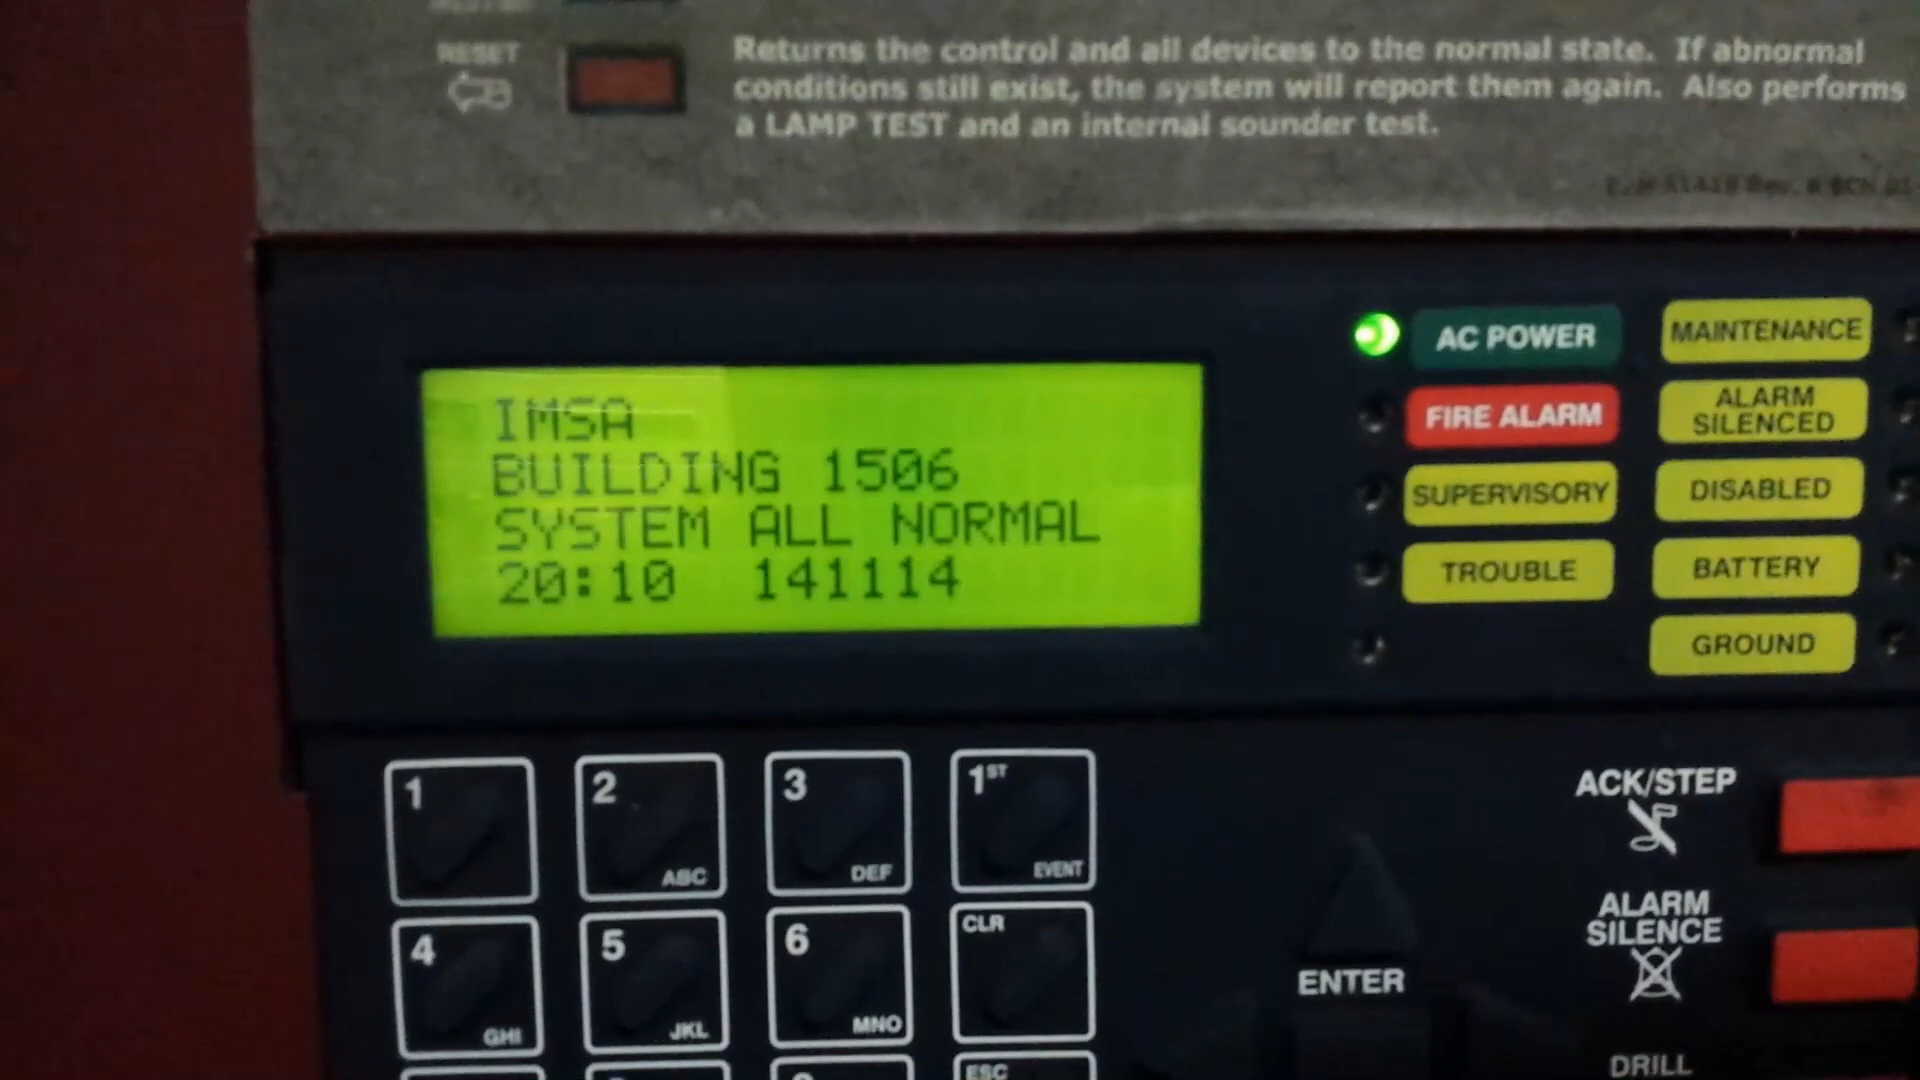 RESET
Returns the control and all devices to the normal state. If abnormal
conditions still exist, the system will report them again. Also performs
a LAMP TEST and an internal sounder test.
IMSA
BUILDING 1506
SYSTEM ALL NORMAL
20:10 141114
AC POWER
FIRE ALARM
SUPERVISORY
TROUBLE
MAINTENANCE
ALARM
SILENCED
DISABLED
BATTERY
GROUND
1
2 ABC
3 DEF
1ST EVENT
4 GHI
5 JKL
6 MNO
CLR
ESC
ENTER
ACK/STEP
ALARM
SILENCE
DRILL